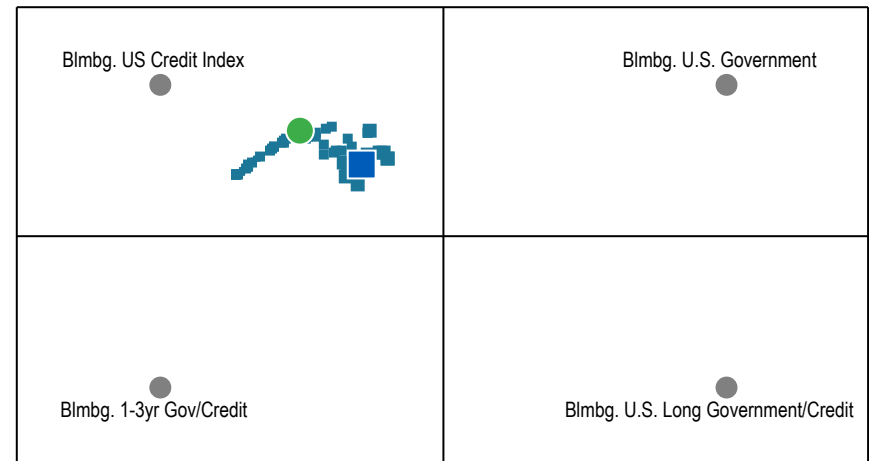 Blmbg. US Credit Index
Blmbg. U.S. Government
Blmbg. 1-3yr Gov/Credit
Blmbg. U.S. Long Government/Credit